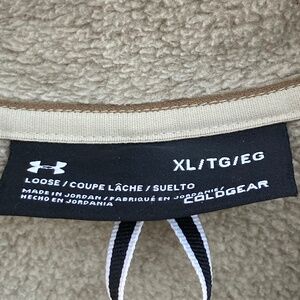 XL/TG/EG
LOOSE / COUPE LÂCHE / SUELTO
MADE IN JORDAN / FABRIQUÉ EN JORDANIE /
HECHO EN JORDANIA
COLDGEAR